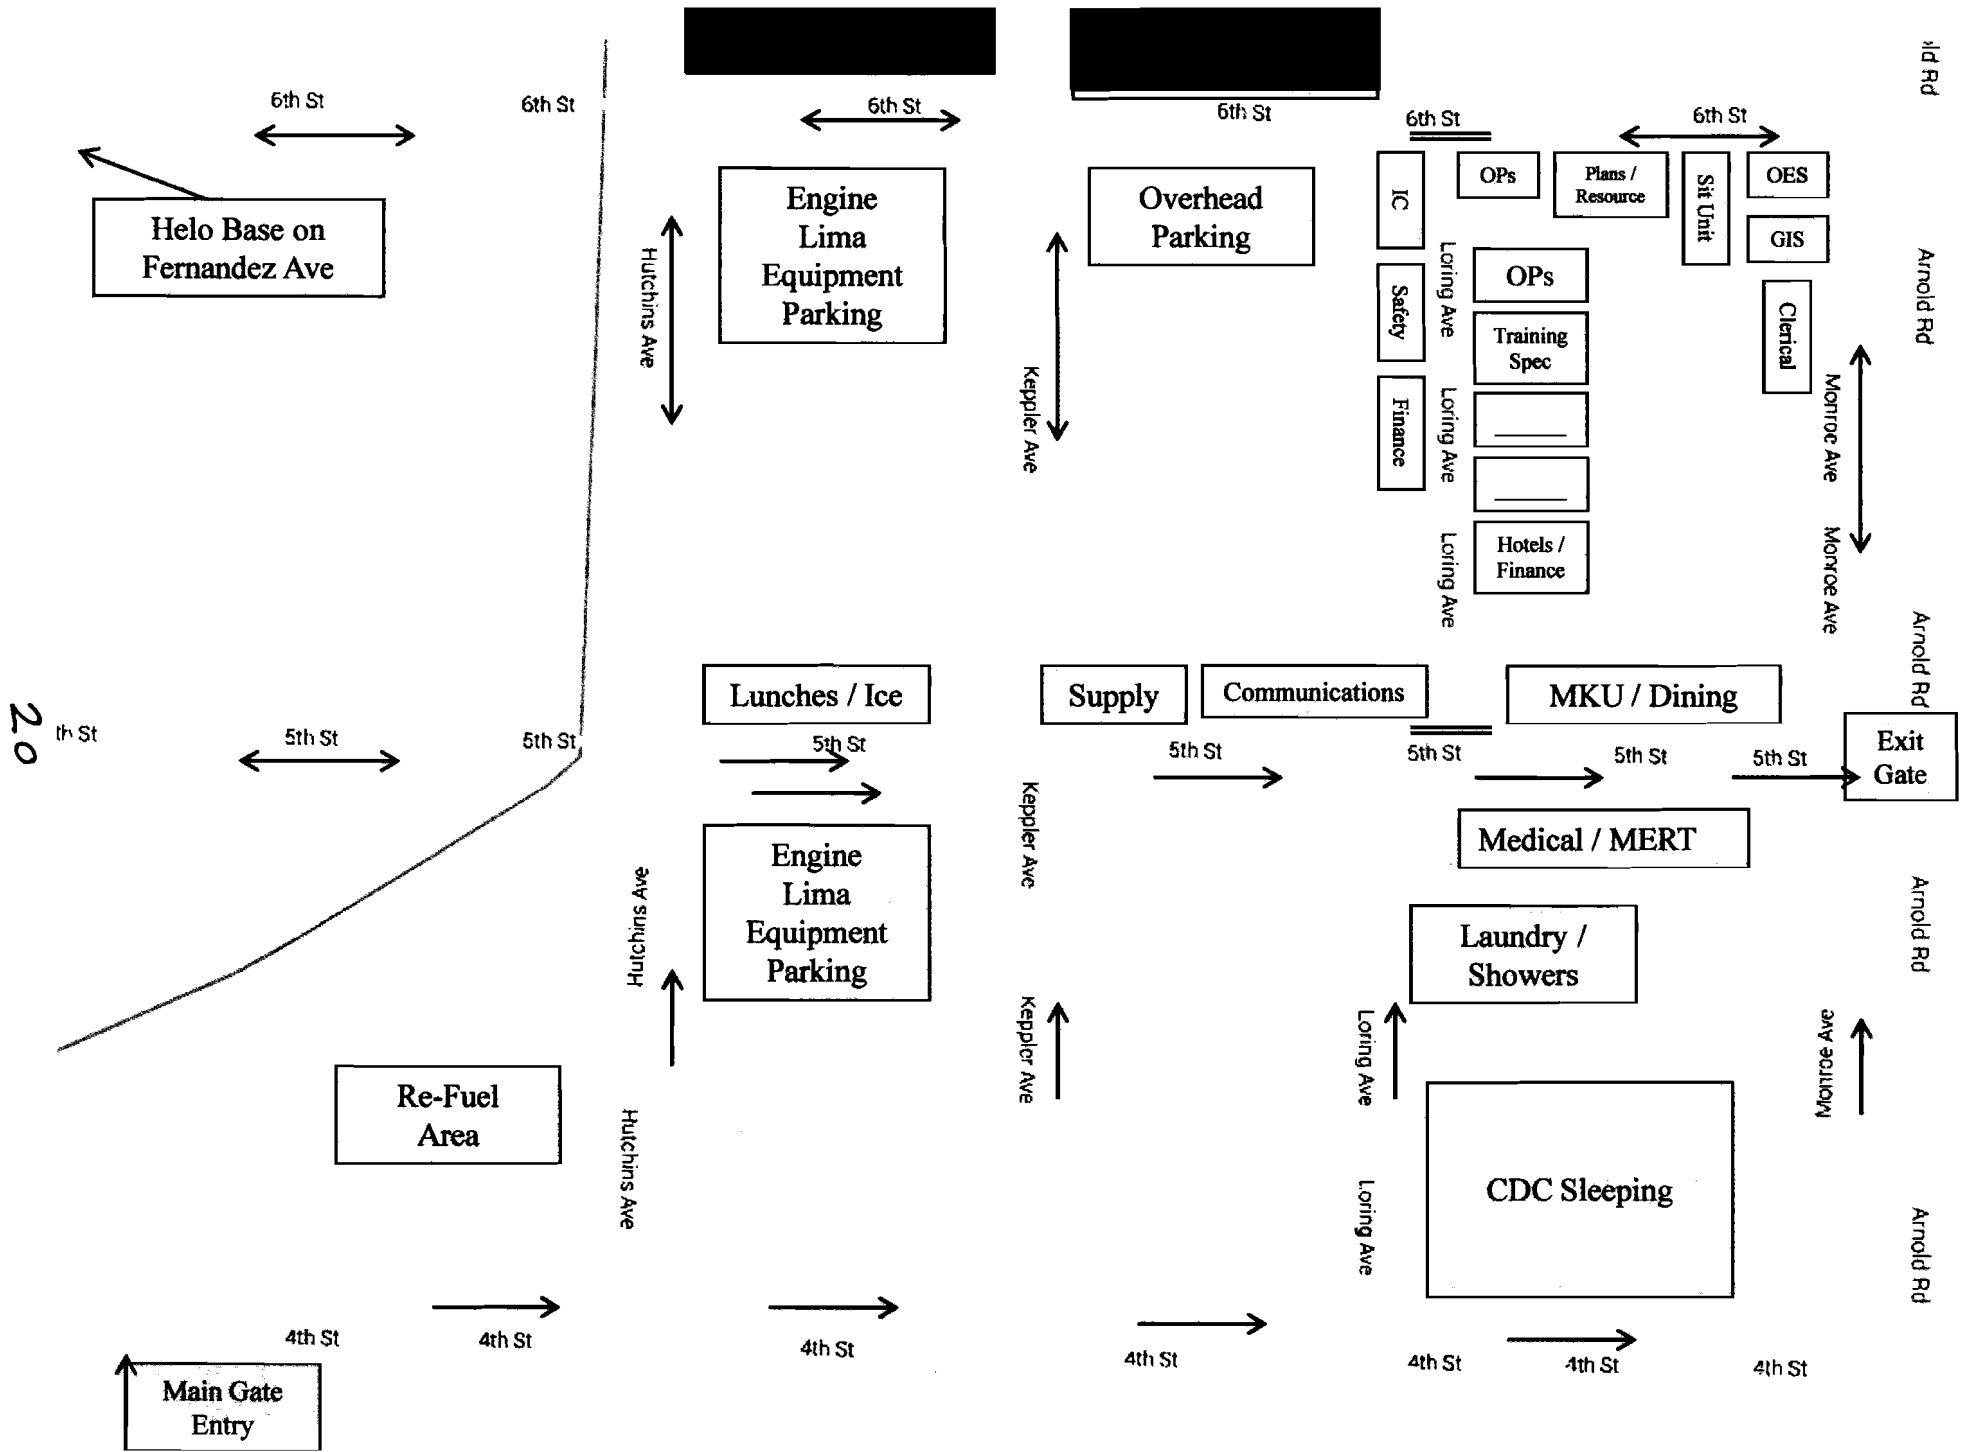 ld Rd
6th St
6th St
6th St
6th St
6th St
6th St
Helo Base on
Fernandez Ave
Hutchins Ave
Engine
Lima
Equipment
Parking
Keppler Ave
Overhead
Parking
IC
Safety
Finance
Loring Ave
Loring Ave
Loring Ave
OPs
Plans /
Resource
Sit Unit
OES
GIS
Clerical
OPs
Training
Spec
Hotels /
Finance
Monroe Ave
Monroe Ave
Arnold Rd
Arnold Rd
20
th St
5th St
5th St
Lunches / Ice
5th St
Supply
Communications
MKU / Dining
5th St
5th St
5th St
5th St
Exit
Gate
Engine
Lima
Equipment
Parking
Hutchins Ave
Keppler Ave
Keppler Ave
Medical / MERT
Laundry /
Showers
Arnold Rd
Loring Ave
Monroe Ave
Re-Fuel
Area
Hutchins Ave
Loring Ave
CDC Sleeping
Arnold Rd
4th St
4th St
4th St
4th St
4th St
4th St
4th St
Main Gate
Entry